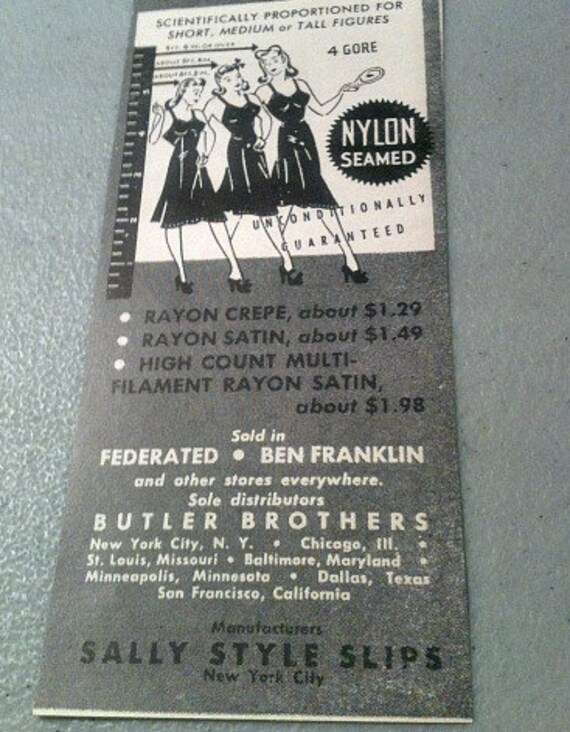 SCIENTIFICALLY PROPORTIONED FOR
SHORT, MEDIUM or TALL FIGURES
4 GORE
NYLON
SEAMED
UNCONDITIONALLY
GUARANTEED
• RAYON CREPE, about $1.29
• RAYON SATIN, about $1.49
• HIGH COUNT MULTI-
FILAMENT RAYON SATIN,
about $1.98
Sold in
FEDERATED • BEN FRANKLIN
and other stores everywhere.
Sole distributors
BUTLER BROTHERS
New York City, N. Y. • Chicago, Ill. •
St. Louis, Missouri • Baltimore, Maryland •
Minneapolis, Minnesota • Dallas, Texas
San Francisco, California
Manufacturers
SALLY STYLE SLIPS
New York City